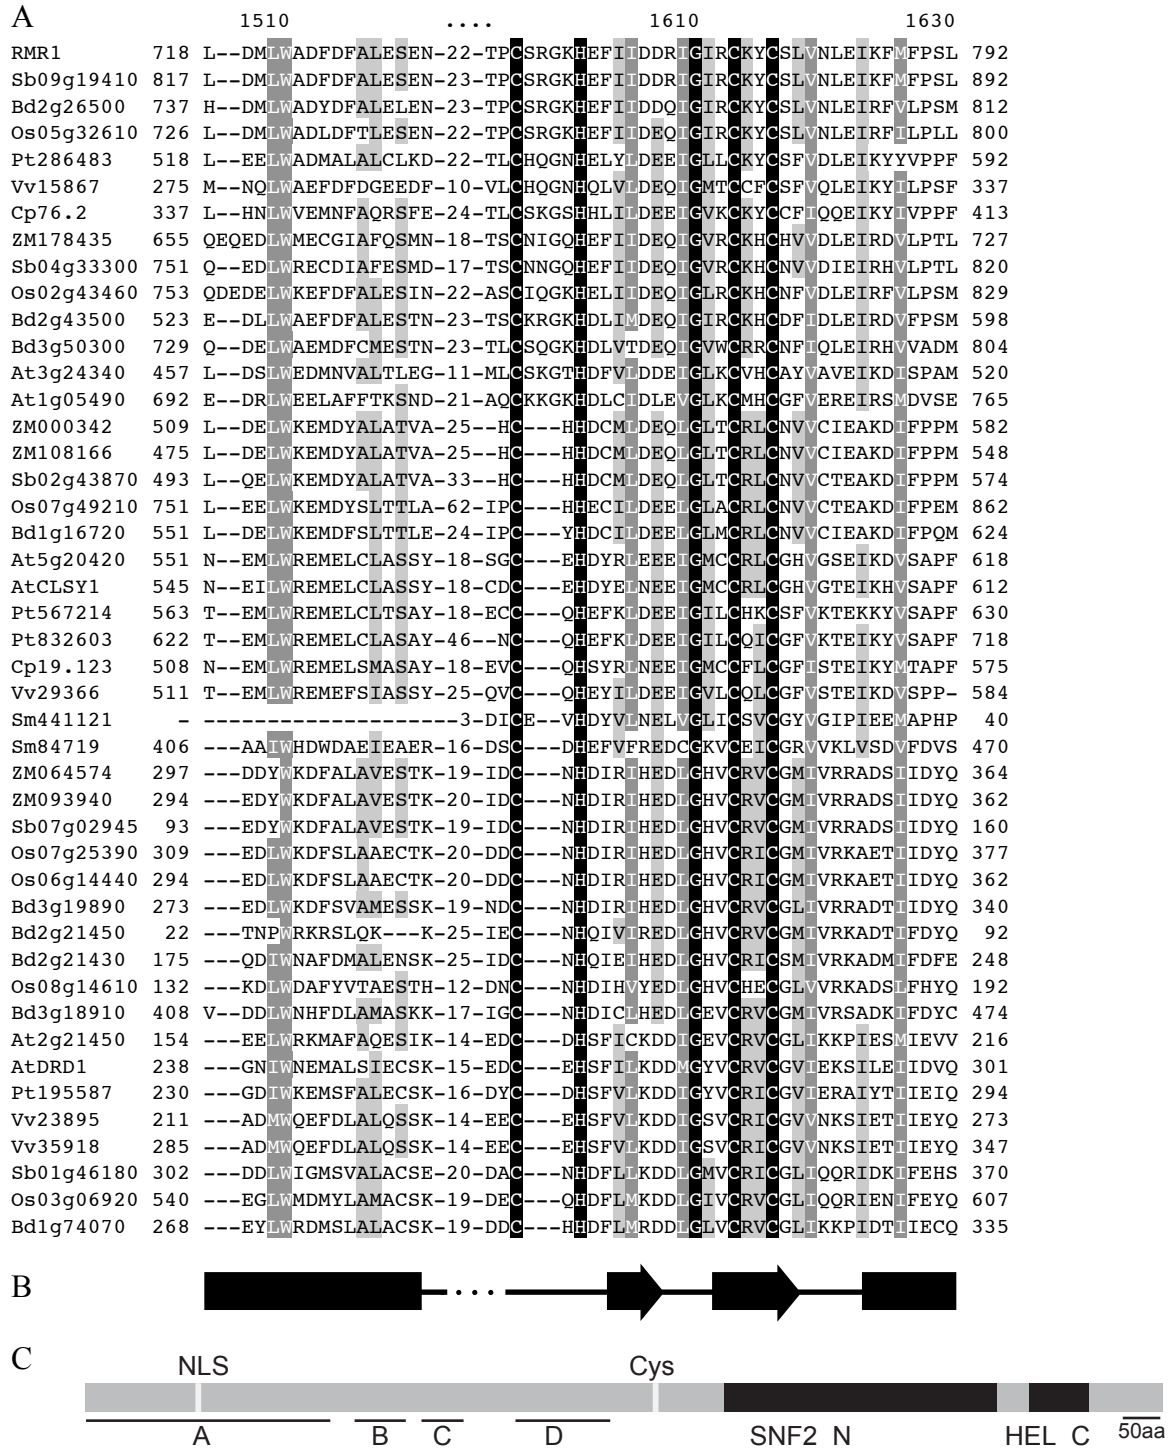 A
1510 .... 1610 1630
RMR1 718 L--DMLWADFDFALESEN-22-TPCSRGKHEFIIDDRIGIRCKYCSLVNLEIKFMFPSL 792
Sb09g19410 817 L--DMLWADFDFALESEN-23-TPCSRGKHEFIIDDRIGIRCKYCSLVNLEIKFMFPSL 892
Bd2g26500 737 H--DMLWADYDFALELEN-23-TPCSRGKHEFIIDDQIGIRCKYCSLVNLEIRFVLPSM 812
Os05g32610 726 L--DMLWADLDFTLESEN-22-TPCSRGKHEFIIDEQIGIRCKYCSLVNLEIRFILPLL 800
Pt286483 518 L--EELWADMALALCLKD-22-TLCHQGNHELYLDEEIGLLCKYCSFVDLEIKYYVPPF 592
Vv15867 275 M--NQLWAEFDFDGEEDF-10-VLCHQGNHQLVLDEQIGMTCCFCSFVQLEIKYILPSF 337
Cp76.2 337 L--HNLWVEMNFAQRSFE-24-TLCSKGSHHLILDEEIGVKCKYCCFIQQEIKYIVPPF 413
ZM178435 655 QEQEDLWMECGIAFQSMN-18-TSCNIGQHEFIIDEQIGVRCKHCHVVDLEIRDVLPTL 727
Sb04g33300 751 Q--EDLWRECDIAFESMD-17-TSCNNGQHEFIIDEQIGVRCKHCNVVDIEIRHVLPTL 820
Os02g43460 753 QDEDELWKEFDFALESIN-22-ASCIQGKHELIIDEQIGLRCKHCNFVDLEIRFVLPSM 829
Bd2g43500 523 E--DLLWAEFDFALESTN-23-TSCKRGKHDLIMDEQIGIRCKHCDFIDLEIRDVFPSM 598
Bd3g50300 729 Q--DELWAEMDFCMESTN-23-TLCSQGKHDLVTDEQIGVWCRRCNFIQLEIRHVVADM 804
At3g24340 457 L--DSLWEDMNVALTLEG-11-MLCSKGTHDFVLDDEIGLKCVHCAYVAVEIKDISPAM 520
At1g05490 692 E--DRLWEELAFFTKSND-21-AQCKKGKHDLCIDLEVGLKCMHCGFVEREIRSMDVSE 765
ZM000342 509 L--DELWKEMDYALATVA-25--HC---HHDCMLDEQLGLTCRLCNVVCIEAKDIFPPM 582
ZM108166 475 L--DELWKEMDYALATVA-25--HC---HHDCMLDEQLGLTCRLCNVVCIEAKDIFPPM 548
Sb02g43870 493 L--QELWKEMDYALATVA-33--HC---HHDCMLDEQLGLTCRLCNVVCTEAKDIFPPM 574
Os07g49210 751 L--EELWKEMDYSLTTLA-62-IPC---HHECILDEELGLACRLCNVVCTEAKDIFPEM 862
Bd1g16720 551 L--DELWKEMDFSLTTLE-24-IPC---YHDCILDEELGLMCRLCNVVCIEAKDIFPQM 624
At5g20420 551 N--EMLWREMELCLASSY-18-SGC---EHDYRLEEEIGMCCRLCGHVGSEIKDVSAPF 618
AtCLSY1 545 N--EILWREMELCLASSY-18-CDC---EHDYELNEEIGMCCRLCGHVGTEIKHVSAPF 612
Pt567214 563 T--EMLWREMELCLTSAY-18-ECC---QHEFKLDEEIGILCHKCSFVKTEKKYVSAPF 630
Pt832603 622 T--EMLWREMELCLASAY-46--NC---QHEFKLDEEIGILCQICGFVKTEIKYVSAPF 718
Cp19.123 508 N--EMLWREMELSMASAY-18-EVC---QHSYRLNEEIGMCCFLCGFISTEIKYMTAPF 575
Vv29366 511 T--EMLWREMEFSIASSY-25-QVC---QHEYILDEEIGVLCQLCGFVSTEIKDVSPP- 584
Sm441121 - --------------------3-DICE--VHDYVLNELVGLICSVCGYVGIPIEEMAPHP 40
Sm84719 406 ---AAIWHDWDAEIEAER-16-DSC---DHEFVFREDCGKVCEICGRVVKLVSDVFDVS 470
ZM064574 297 ---DDYWKDFALAVESTK-19-IDC---NHDIRIHEDLGHVCRVCGMIVRRADSIIDYQ 364
ZM093940 294 ---EDYWKDFALAVESTK-19-IDC---NHDIRIHEDLGHVCRVCGMIVRRADSIIDYQ 362
Sb07g02945 93 ---EDYWKDFALAVESTK-19-IDC---NHDIRIHEDLGHVCRVCGMIVRRADSIIDYQ 160
Os07g25390 309 ---EDLWKDFSLAAECTK-20-DDC---NHDIRIHEDLGHVCRICGMIVRKAETIIDYQ 377
Os06g14440 294 ---EDLWKDFSLAAECTK-20-DDC---NHDIRIHEDLGHVCRICGMIVRKAETIIDYQ 362
Bd3g19890 273 ---EDLWKDFSVAMESSK-19-NDC---NHDIRIHEDLGHVCRVCGLIVRRADTIIDYQ 340
Bd2g21450 22 ---TNPWRKRSLQK---K-25-IEC---NHQIVIREDLGHVCRVCGMIVRKADTIFDYQ 92
Bd2g21430 175 ---QDIWNAFDMALENSK-25-IDC---NHQIEIHEDLGHVCRICSMIVRKADMIFDFE 248
Os08g14610 132 ---KDLWDAFYVTAESTH-12-DNC---NHDIHVYEDLGHVCHECGLVVRKADSLFHYQ 192
Bd3g18910 408 V--DDLWNHFDLAMASKK-17-IGC---NHDICLHEDLGEVCRVCGMIVRSADKIFDYC 474
At2g21450 154 ---EELWRKMAFAQESIK-14-EDC---DHSFICKDDIGEVCRVCGLIKKPIESMIEVV 216
AtDRD1 238 ---GNIWNEMALSIECSK-15-EDC---EHSFILKDDMGYVCRVCGVIEKSILEIIDVQ 301
Pt195587 230 ---GDIWKEMSFALECSK-16-DYC---DHSFVLKDDIGYVCRICGVIERAIYTIIEIQ 294
Vv23895 211 ---ADMWQEFDLALQSSK-14-EEC---EHSFVLKDDIGSVCRICGVVNKSIETIIEYQ 273
Vv35918 285 ---ADMWQEFDLALQSSK-14-EEC---EHSFVLKDDIGSVCRICGVVNKSIETIIEYQ 347
Sb01g46180 302 ---DDLWIGMSVALACSE-20-DAC---NHDFLLKDDLGMVCRICGLIQQRIDKIFEHS 370
Os03g06920 540 ---EGLWMDMYLAMACSK-19-DEC---QHDFLMKDDLGIVCRVCGLIQQRIENIFEYQ 607
Bd1g74070 268 ---EYLWRDMSLALACSK-19-DDC---HHDFLMRDDLGLVCRVCGLIKKPIDTIIECQ 335
B
C
NLS Cys
A B C D SNF2 N HEL C 50aa